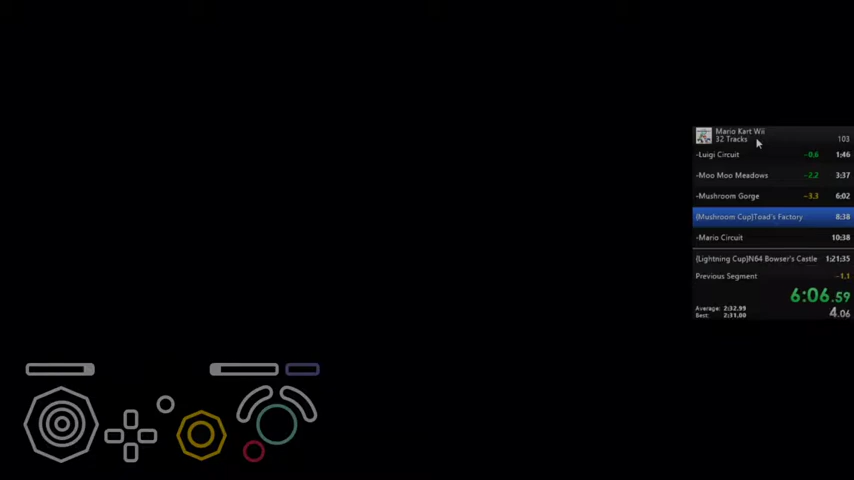 Mario Kart Wii
32 Tracks 103
-Luigi Circuit -0.6 1:46
-Moo Moo Meadows -2.2 3:37
-Mushroom Gorge -3.3 6:02
{Mushroom Cup}Toad's Factory 8:38
-Mario Circuit 10:38
{Lightning Cup}N64 Bowser's Castle 1:21:35
Previous Segment -1.1
6:06.59
Average: 2:32.99
Best: 2:31.00 4.06